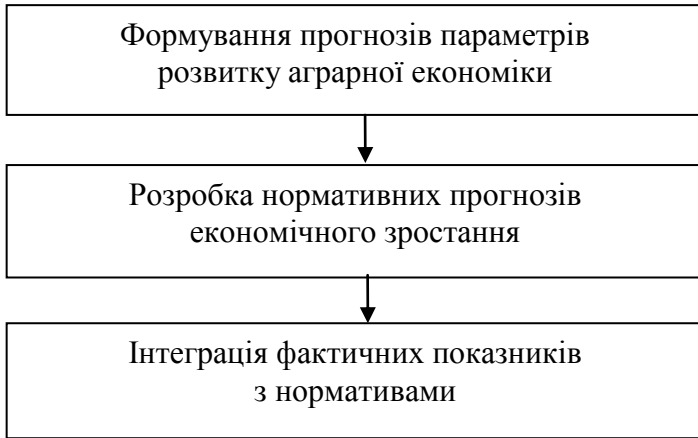 Формування прогнозів параметрів
розвитку аграрної економіки
Розробка нормативних прогнозів
економічного зростання
Інтеграція фактичних показників
з нормативами